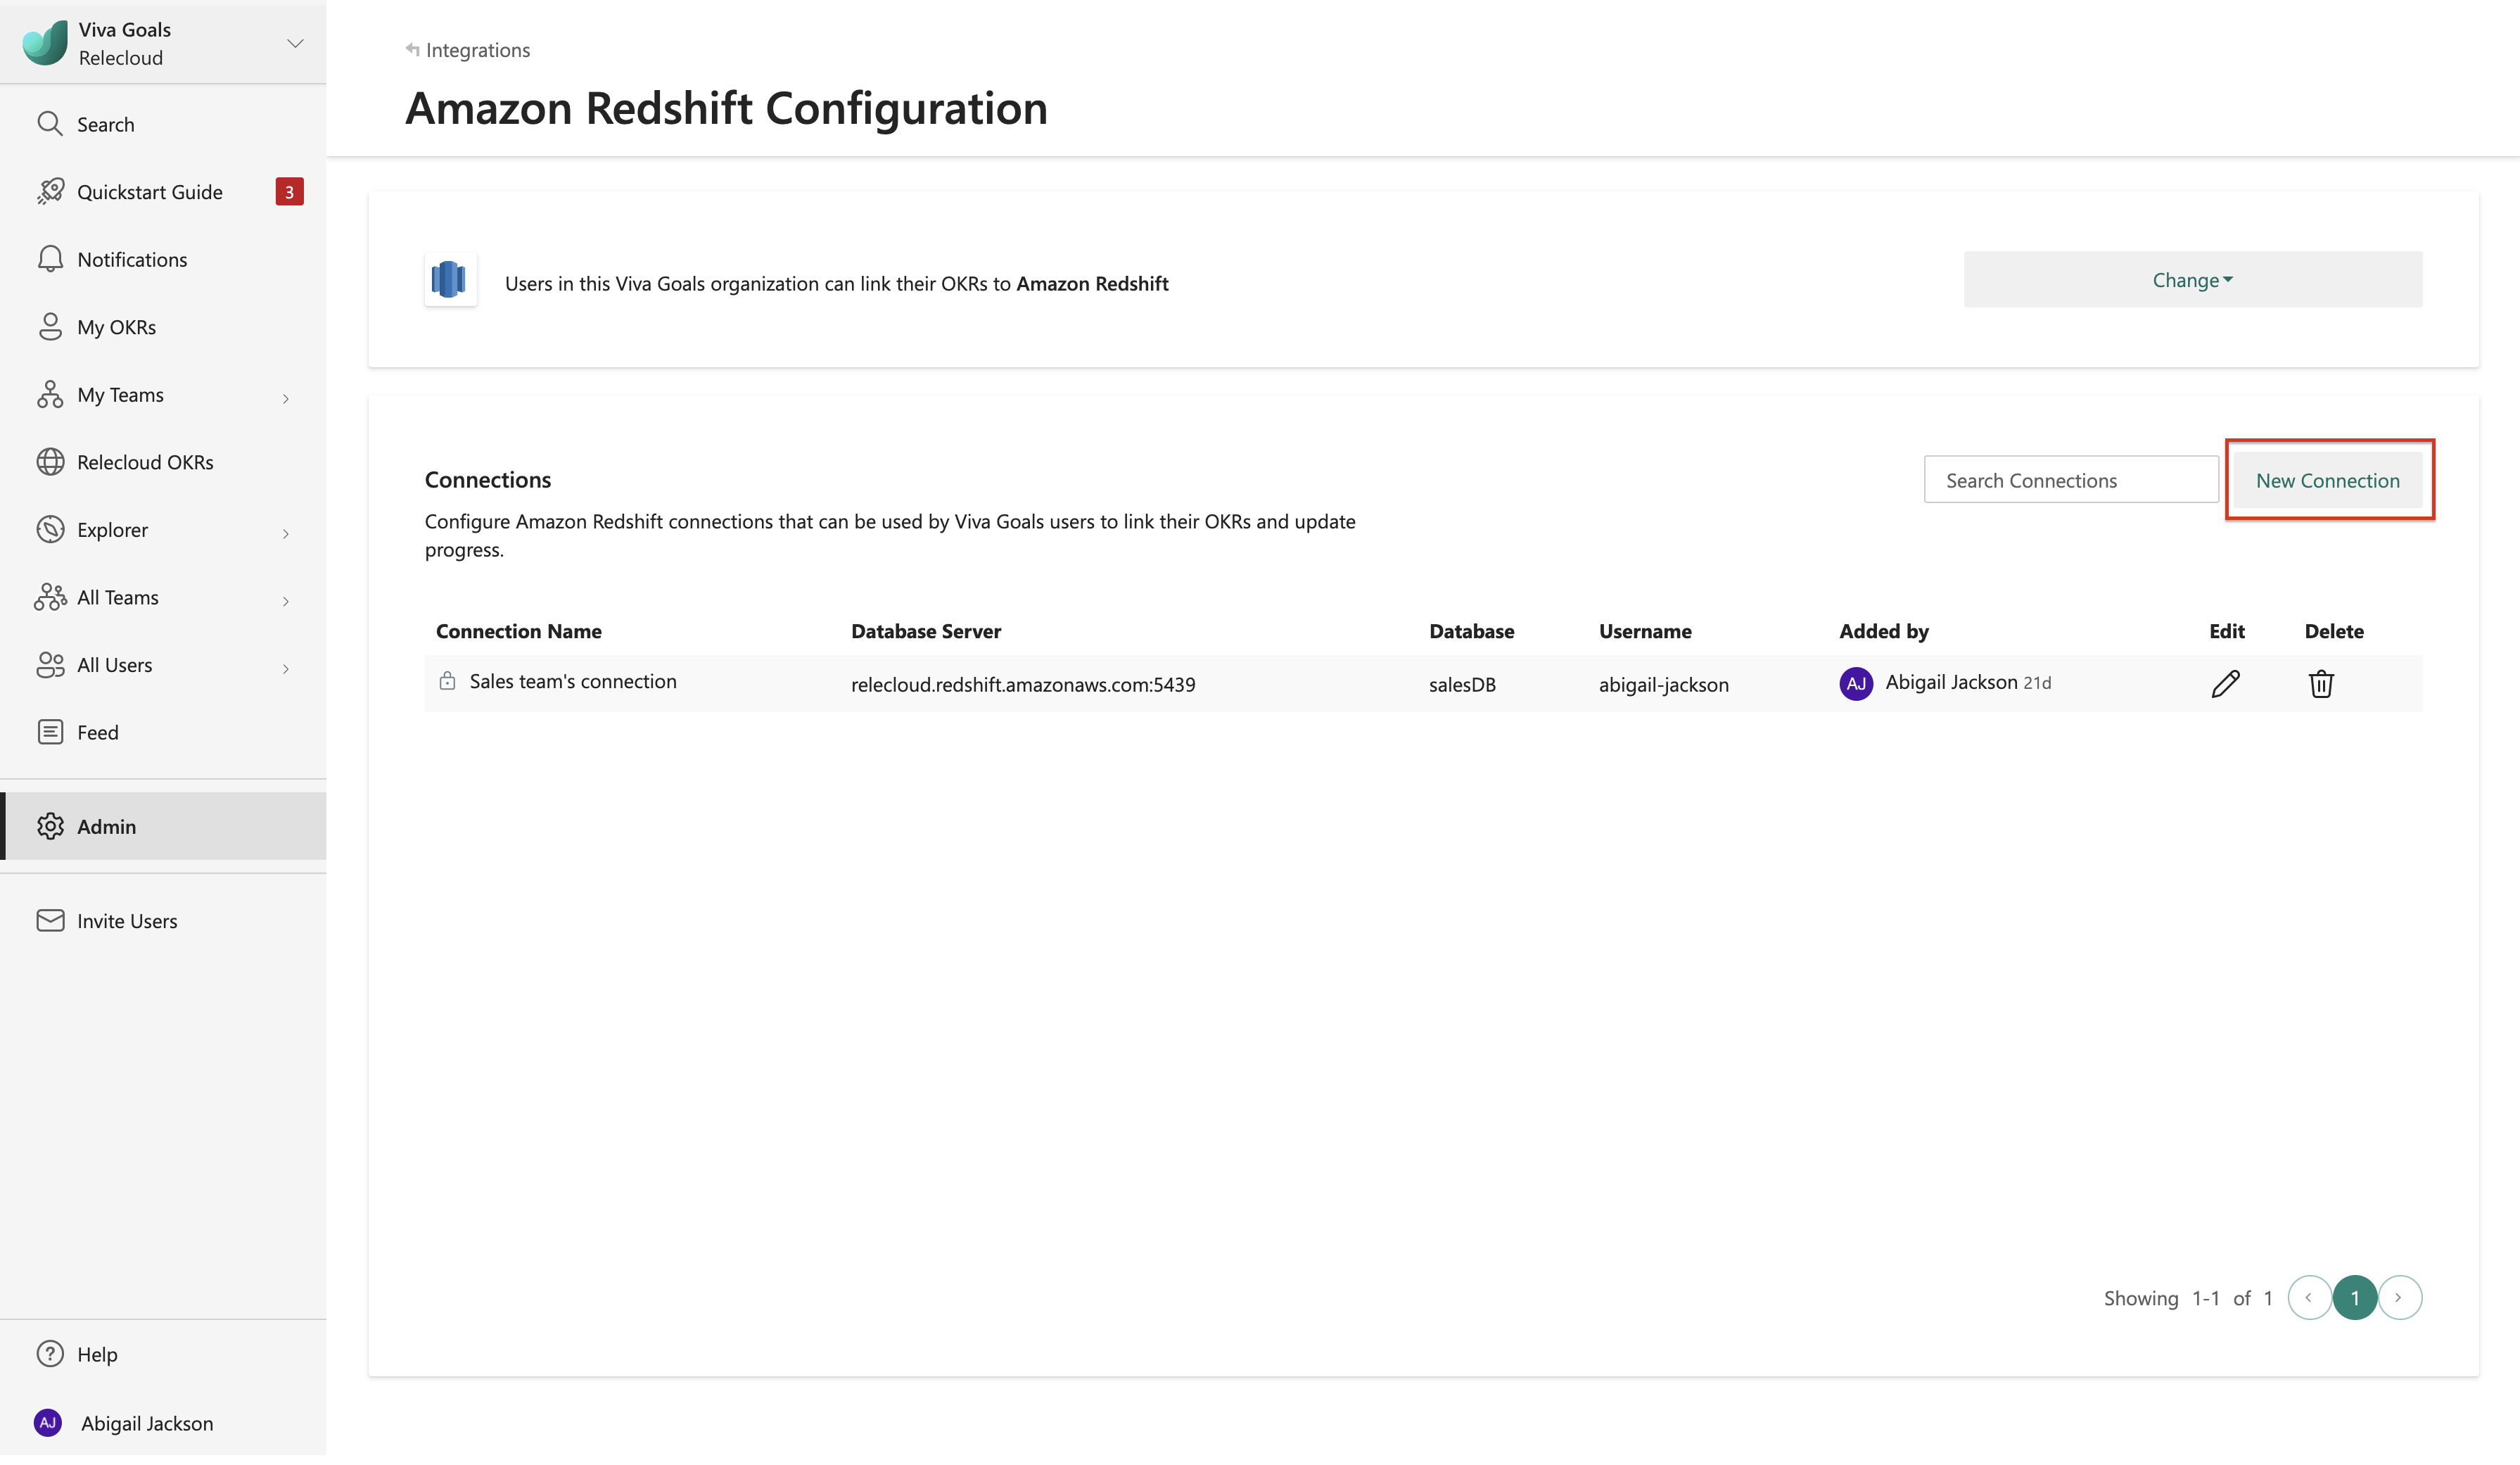 Viva Goals
Relecloud
Search
Quickstart Guide 3
Notifications
My OKRs
My Teams
Relecloud OKRs
Explorer
All Teams
All Users
Feed
Admin
Invite Users
Help
AJ Abigail Jackson
Integrations
Amazon Redshift Configuration
Users in this Viva Goals organization can link their OKRs to Amazon Redshift
Change
Connections
Search Connections
New Connection
Configure Amazon Redshift connections that can be used by Viva Goals users to link their OKRs and update
progress.
Connection Name Database Server Database Username Added by Edit Delete
Sales team's connection relecloud.redshift.amazonaws.com:5439 salesDB abigail-jackson AJ Abigail Jackson 21d
Showing 1-1 of 1 < 1 >